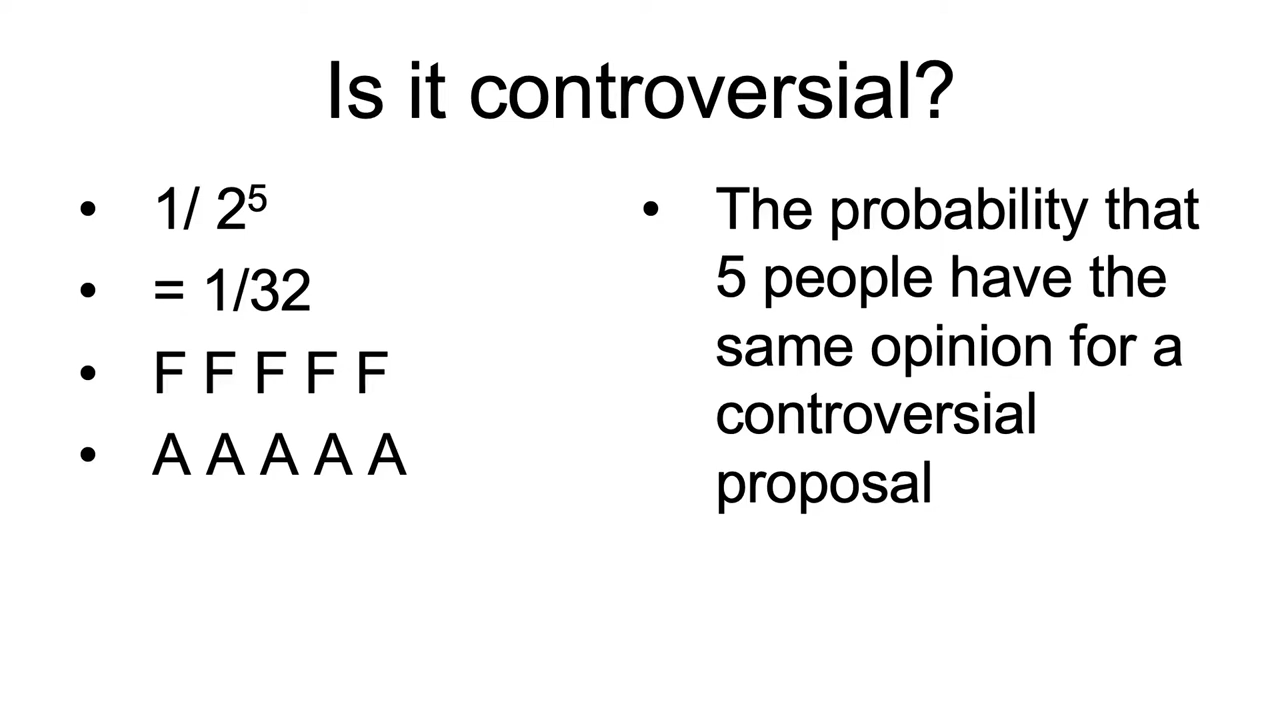 Is it controversial?
• 1/ 2⁵
• = 1/32
• F F F F F
• A A A A A
• The probability that
5 people have the
same opinion for a
controversial
proposal